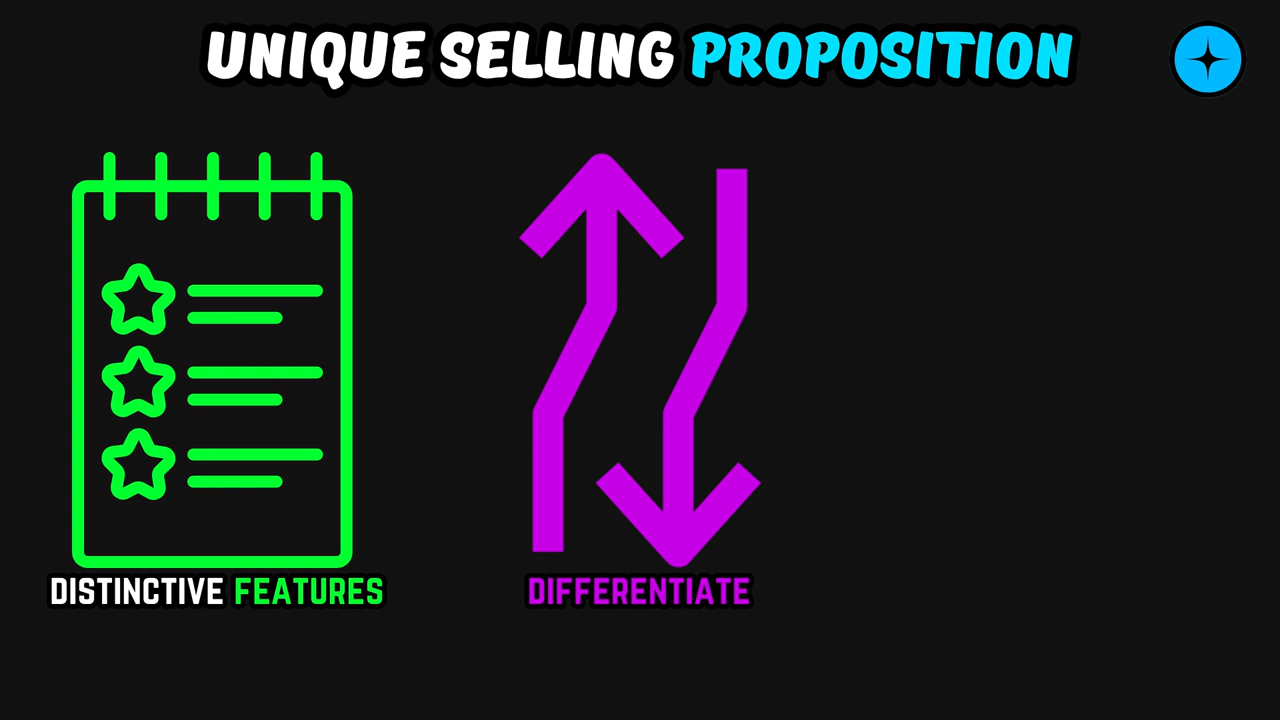 UNIQUE SELLING PROPOSITION
DISTINCTIVE FEATURES
DIFFERENTIATE